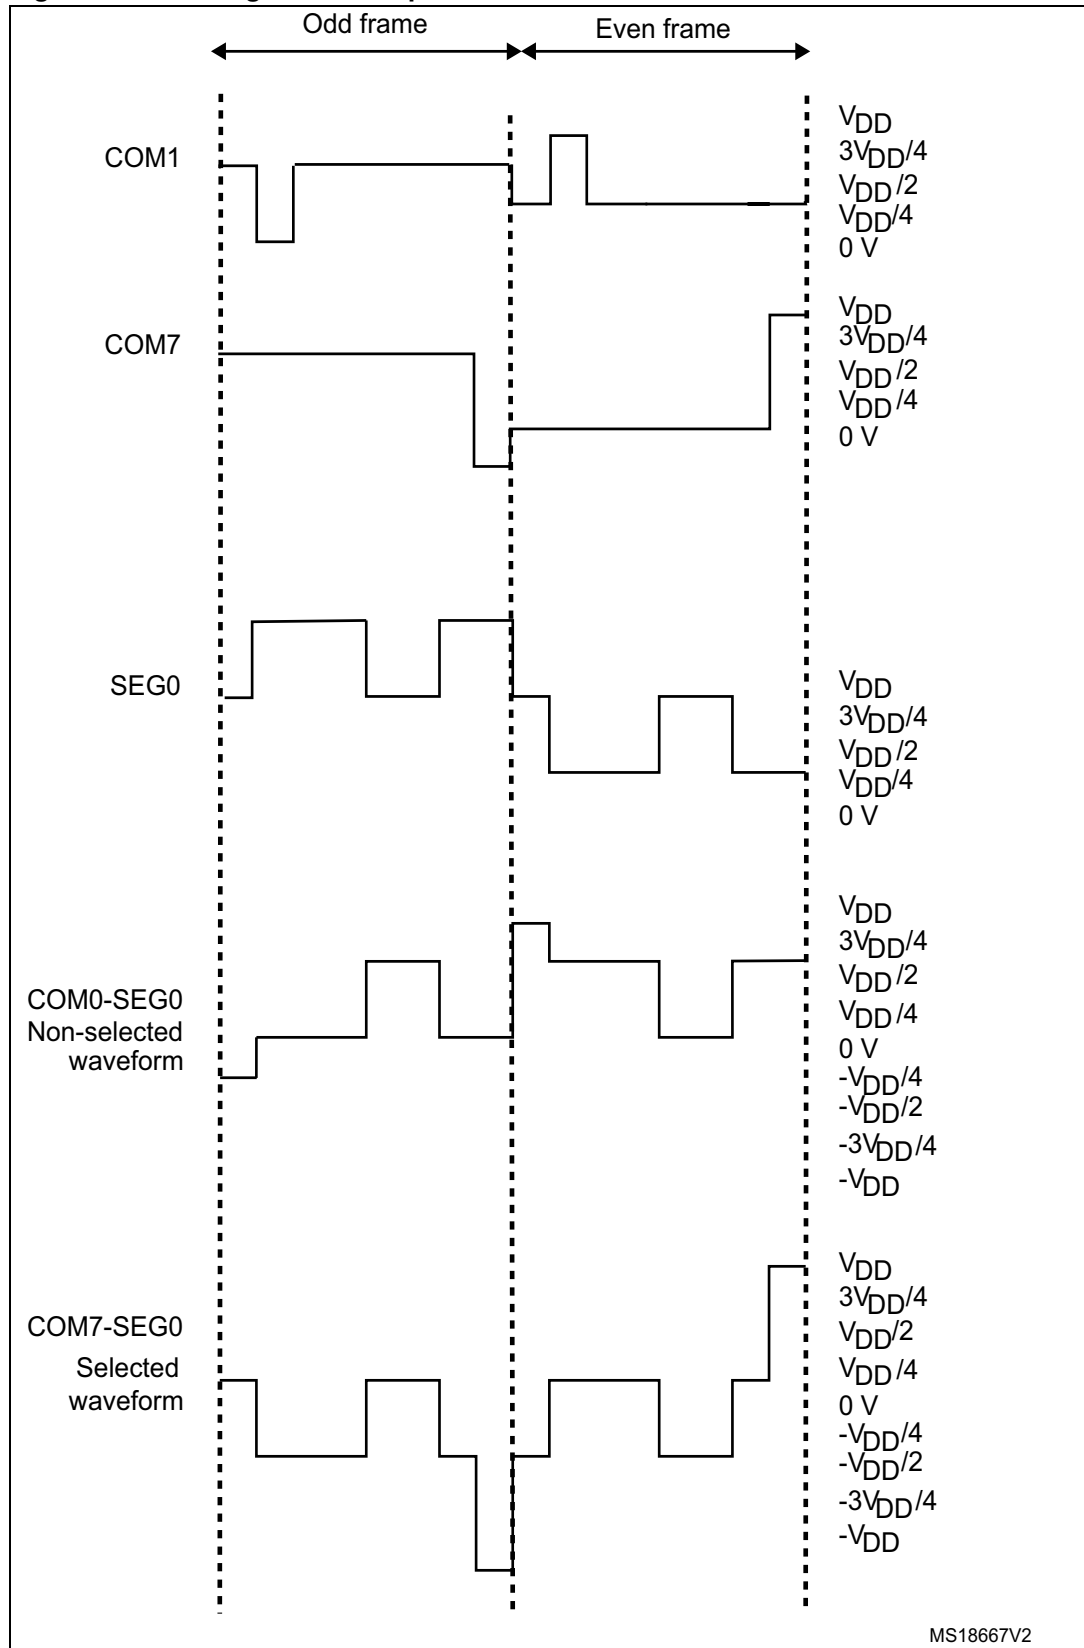 Odd frame
Even frame
COM1
VDD
3VDD/4
VDD/2
VDD/4
0 V
COM7
VDD
3VDD/4
VDD/2
VDD/4
0 V
SEG0
VDD
3VDD/4
VDD/2
VDD/4
0 V
COM0-SEG0
Non-selected
waveform
VDD
3VDD/4
VDD/2
VDD/4
0 V
-VDD/4
-VDD/2
-3VDD/4
-VDD
COM7-SEG0
Selected
waveform
VDD
3VDD/4
VDD/2
VDD/4
0 V
-VDD/4
-VDD/2
-3VDD/4
-VDD
MS18667V2